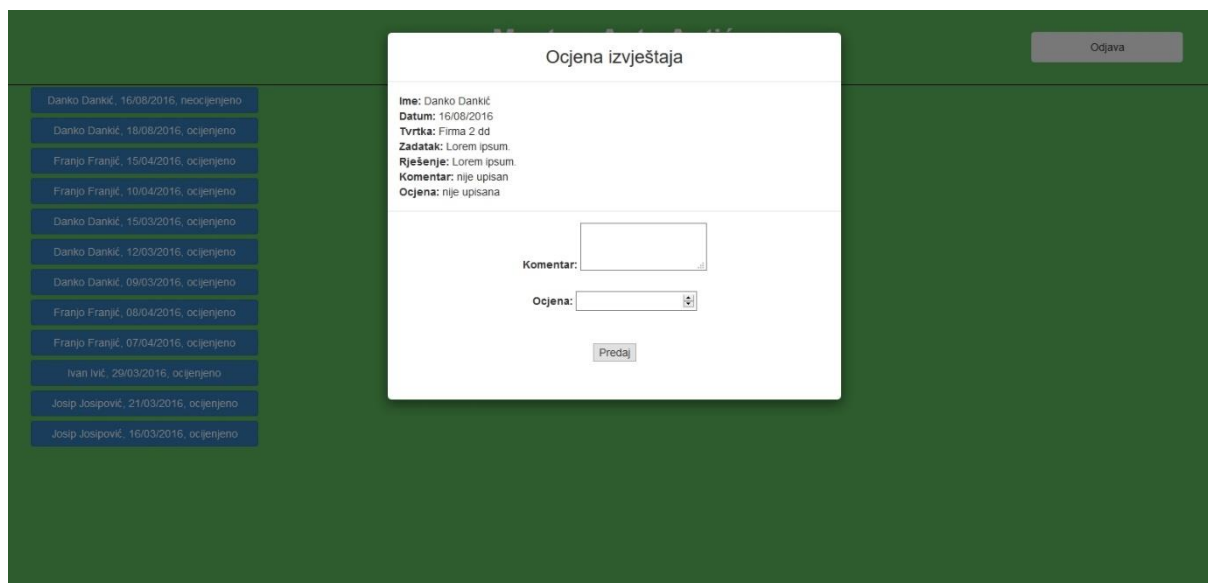 Odjava
Danko Dankić, 16/08/2016, neocijenjeno
Danko Dankić, 18/08/2016, ocijenjeno
Franjo Franjić, 15/04/2016, ocijenjeno
Franjo Franjić, 10/04/2016, ocijenjeno
Danko Dankić, 15/03/2016, ocijenjeno
Danko Dankić, 12/03/2016, ocijenjeno
Danko Dankić, 09/03/2016, ocijenjeno
Franjo Franjić, 08/04/2016, ocijenjeno
Franjo Franjić, 07/04/2016, ocijenjeno
Ivan Ivić, 29/03/2016, ocijenjeno
Josip Josipović, 21/03/2016, ocijenjeno
Josip Josipović, 16/03/2016, ocijenjeno
Ocjena izvještaja
Ime: Danko Dankić
Datum: 16/08/2016
Tvrtka: Firma 2 dd
Zadatak: Lorem ipsum.
Rješenje: Lorem ipsum.
Komentar: nije upisan
Ocjena: nije upisana
Komentar:
Ocjena:
Predaj